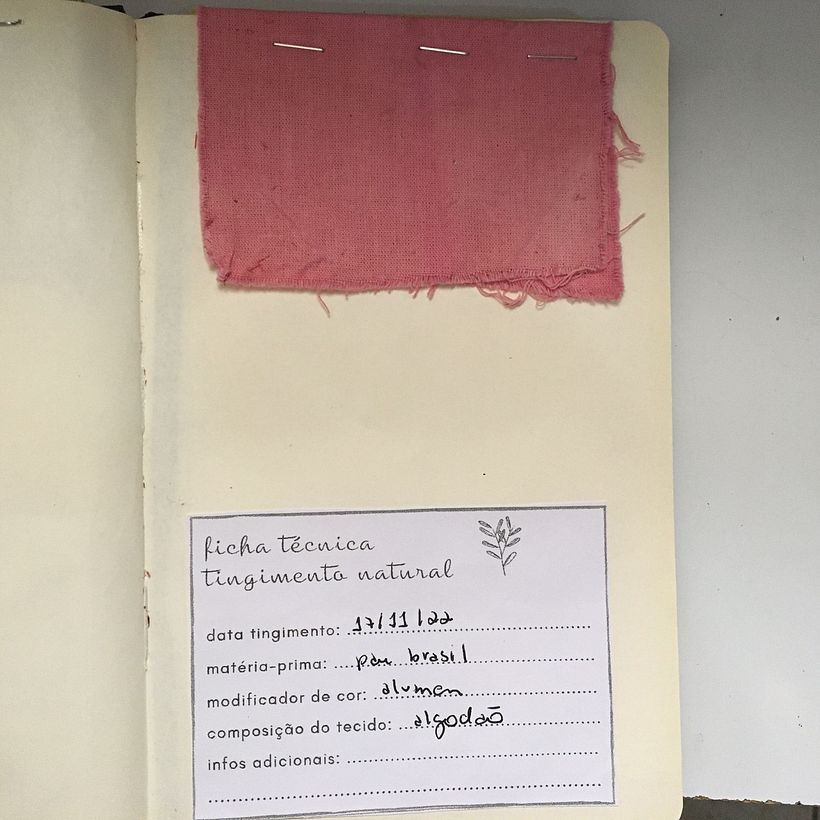 ficha técnica
tingimento natural
data tingimento: 17/11/22
matéria-prima: pau brasil
modificador de cor: alumen
composição do tecido: algodão
infos adicionais: